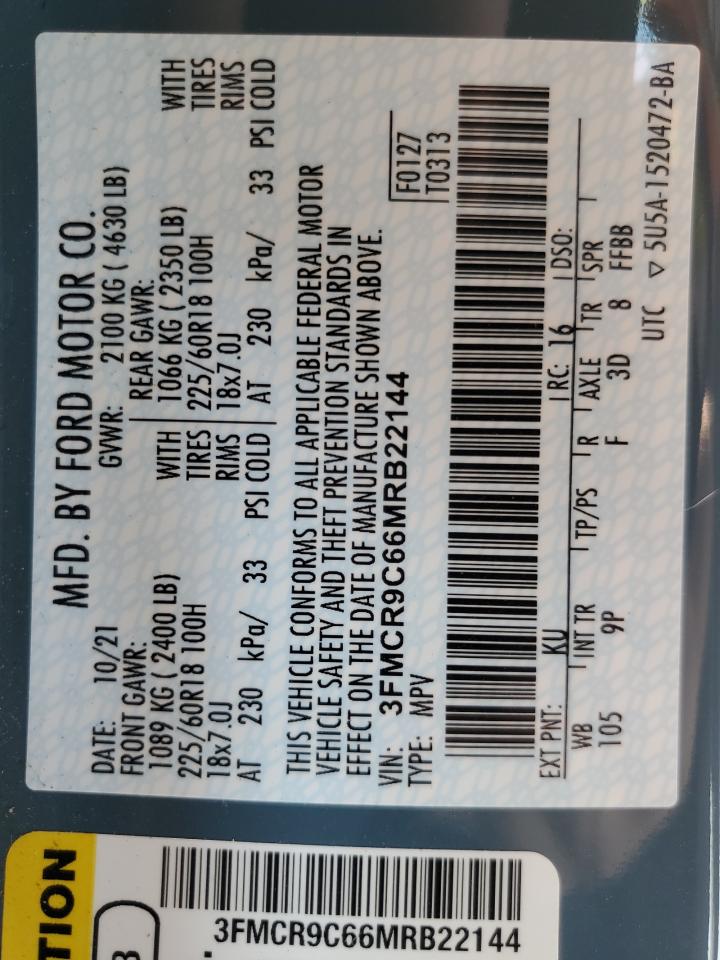 MFD. BY FORD MOTOR CO.
DATE: 10/21 GVWR: 2100 KG ( 4630 LB)
FRONT GAWR: REAR GAWR:
1089 KG ( 2400 LB) WITH 1066 KG ( 2350 LB) WITH
225/60R18 100H TIRES 225/60R18 100H TIRES
18x7.0J RIMS 18x7.0J RIMS
AT 230 kPa/ 33 PSI COLD AT 230 kPa/ 33 PSI COLD
THIS VEHICLE CONFORMS TO ALL APPLICABLE FEDERAL MOTOR
VEHICLE SAFETY AND THEFT PREVENTION STANDARDS IN
EFFECT ON THE DATE OF MANUFACTURE SHOWN ABOVE.
VIN: 3FMCR9C66MRB22144 F0127
TYPE: MPV T0313
EXT PNT: KU RC: 16 DSO:
WB INT TR TP/PS R AXLE TR SPR
105 9P F 3D 8 FFBB
UTC ▽ 5U5A-1520472-BA
TION
3FMCR9C66MRB22144